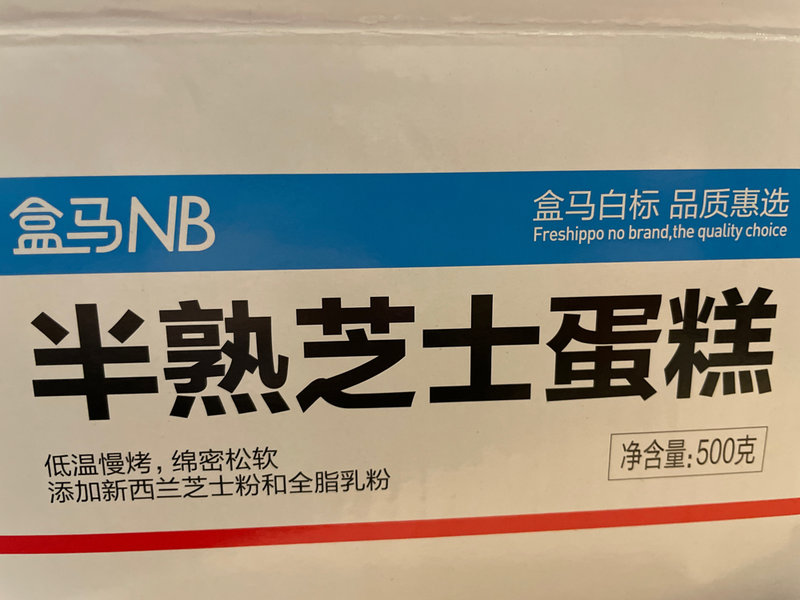 盒马NB
盒马白标 品质惠选
Freshippo no brand,the quality choice
半熟芝士蛋糕
低温慢烤，绵密松软
添加新西兰芝士粉和全脂乳粉
净含量:500克